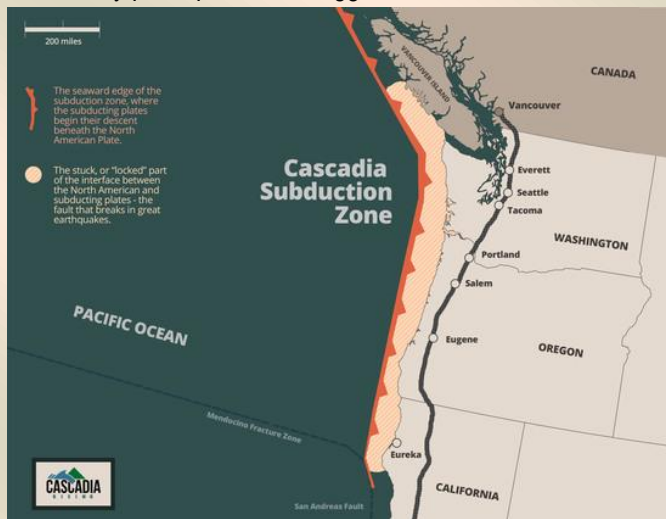 200 miles
The seaward edge of the
subduction zone, where
the subducting plates
begin their descent
beneath the North
American Plate.
The stuck, or “locked” part
of the interface between
the North American and
subducting plates - the
fault that breaks in great
earthquakes.
Cascadia
Subduction
Zone
PACIFIC OCEAN
Mendocino Fracture Zone
San Andreas Fault
VANCOUVER ISLAND
CANADA
Vancouver
Everett
Seattle
Tacoma
WASHINGTON
Portland
Salem
Eugene
OREGON
Eureka
CALIFORNIA
CASCADIA
RISING